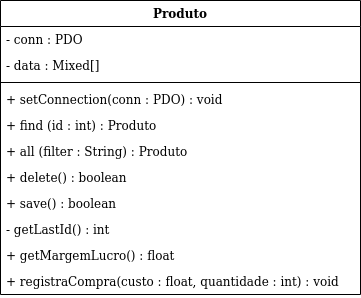 Produto
- conn : PDO
- data : Mixed[]
+ setConnection(conn : PDO) : void
+ find (id : int) : Produto
+ all (filter : String) : Produto
+ delete() : boolean
+ save() : boolean
- getLastId() : int
+ getMargemLucro() : float
+ registraCompra(custo : float, quantidade : int) : void